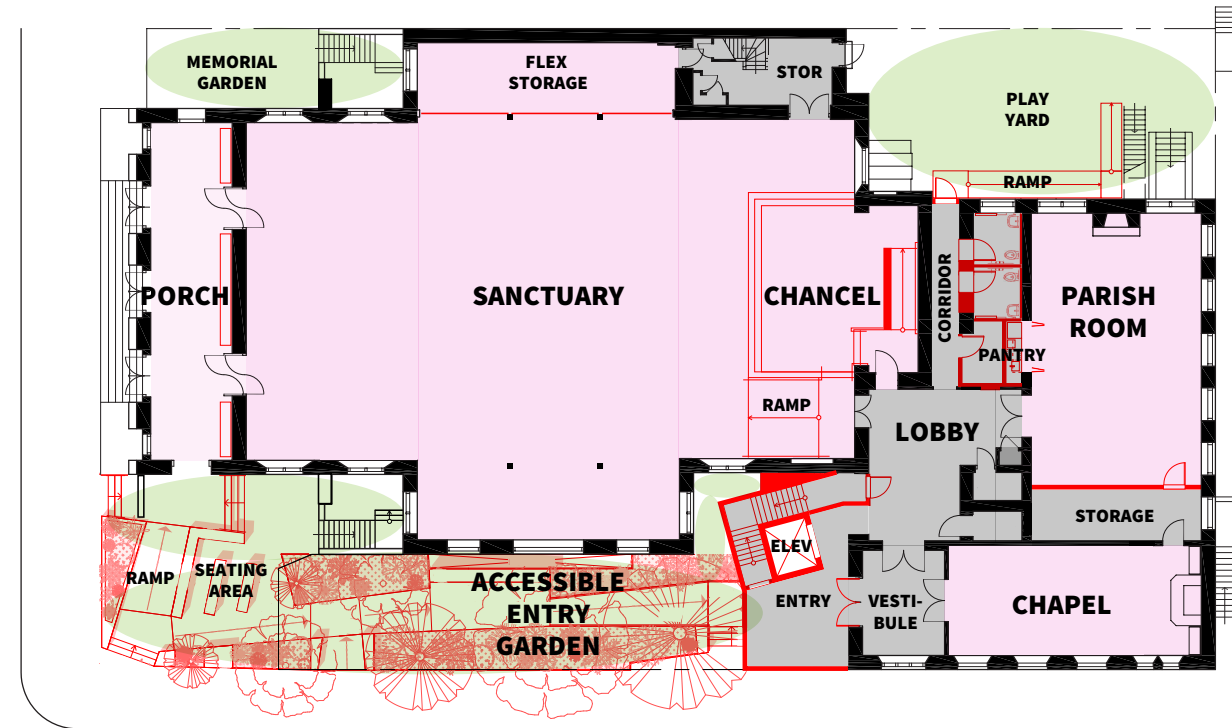 MEMORIAL
GARDEN
FLEX
STORAGE
STOR
PLAY
YARD
RAMP
PORCH
SANCTUARY
CHANCEL
CORRIDOR
PARISH
ROOM
PANTRY
RAMP
LOBBY
STORAGE
ELEV
RAMP
SEATING
AREA
ACCESSIBLE
ENTRY
GARDEN
ENTRY
VESTI-
BULE
CHAPEL